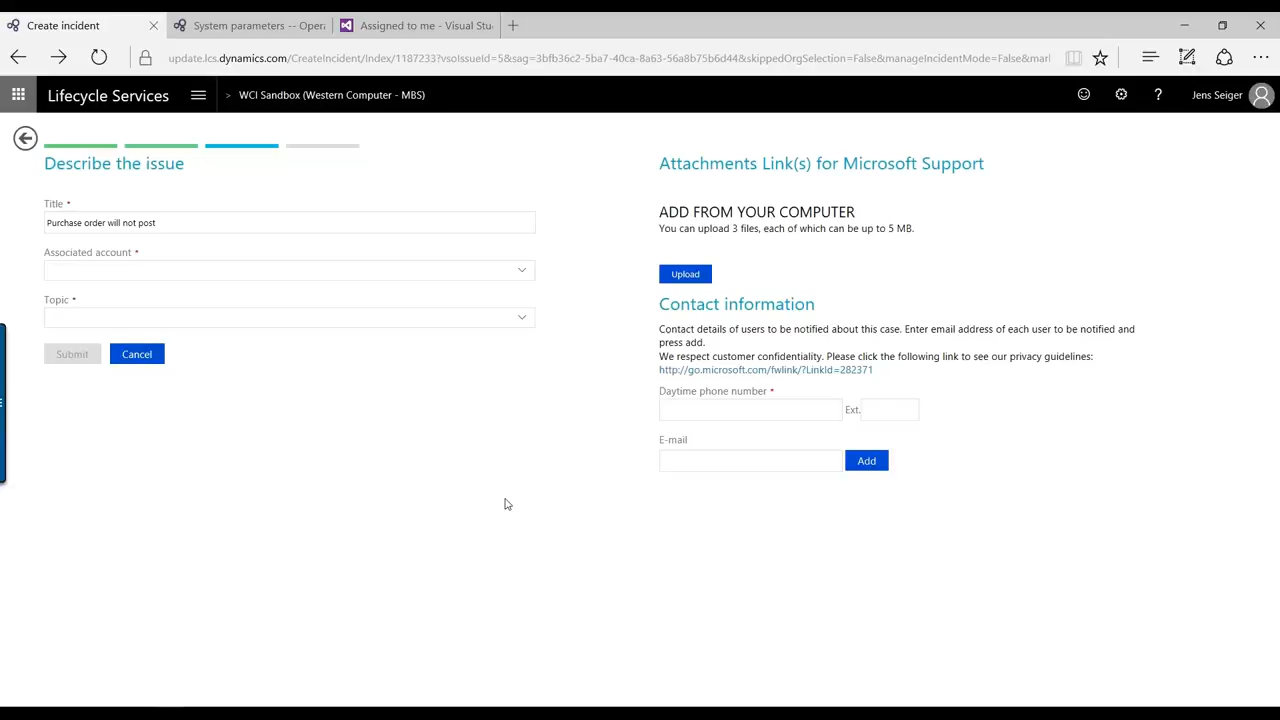 Create incident
System parameters -- Oper
Assigned to me - Visual Stu
update.lcs.dynamics.com/CreateIncident/Index/1187233?vstsIssueId=5&sag=3bfb36c2-5ba7-40ca-8a63-56a8b75b6d44&skippedOrgSelection=False&manageIncidentMode=False&marl
Lifecycle Services
> WCI Sandbox (Western Computer - MBS)
? Jens Seiger
Describe the issue
Title *
Purchase order will not post
Associated account *
Topic *
Submit Cancel
Attachments Link(s) for Microsoft Support
ADD FROM YOUR COMPUTER
You can upload 3 files, each of which can be up to 5 MB.
Upload
Contact information
Contact details of users to be notified about this case. Enter email address of each user to be notified and
press add.
We respect customer confidentiality. Please click the following link to see our privacy guidelines:
http://go.microsoft.com/fwlink/?LinkId=282371
Daytime phone number *
Ext.
E-mail
Add